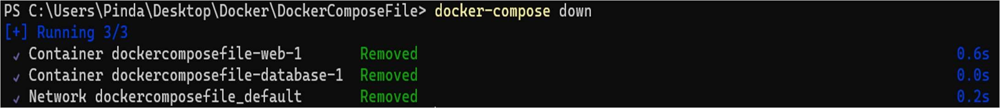 PS C:\Users\Pinda\Desktop\Docker\DockerComposeFile> docker-compose down
[+] Running 3/3
✓ Container dockercomposefile-web-1 Removed 0.6s
✓ Container dockercomposefile-database-1 Removed 0.0s
✓ Network dockercomposefile_default Removed 0.2s